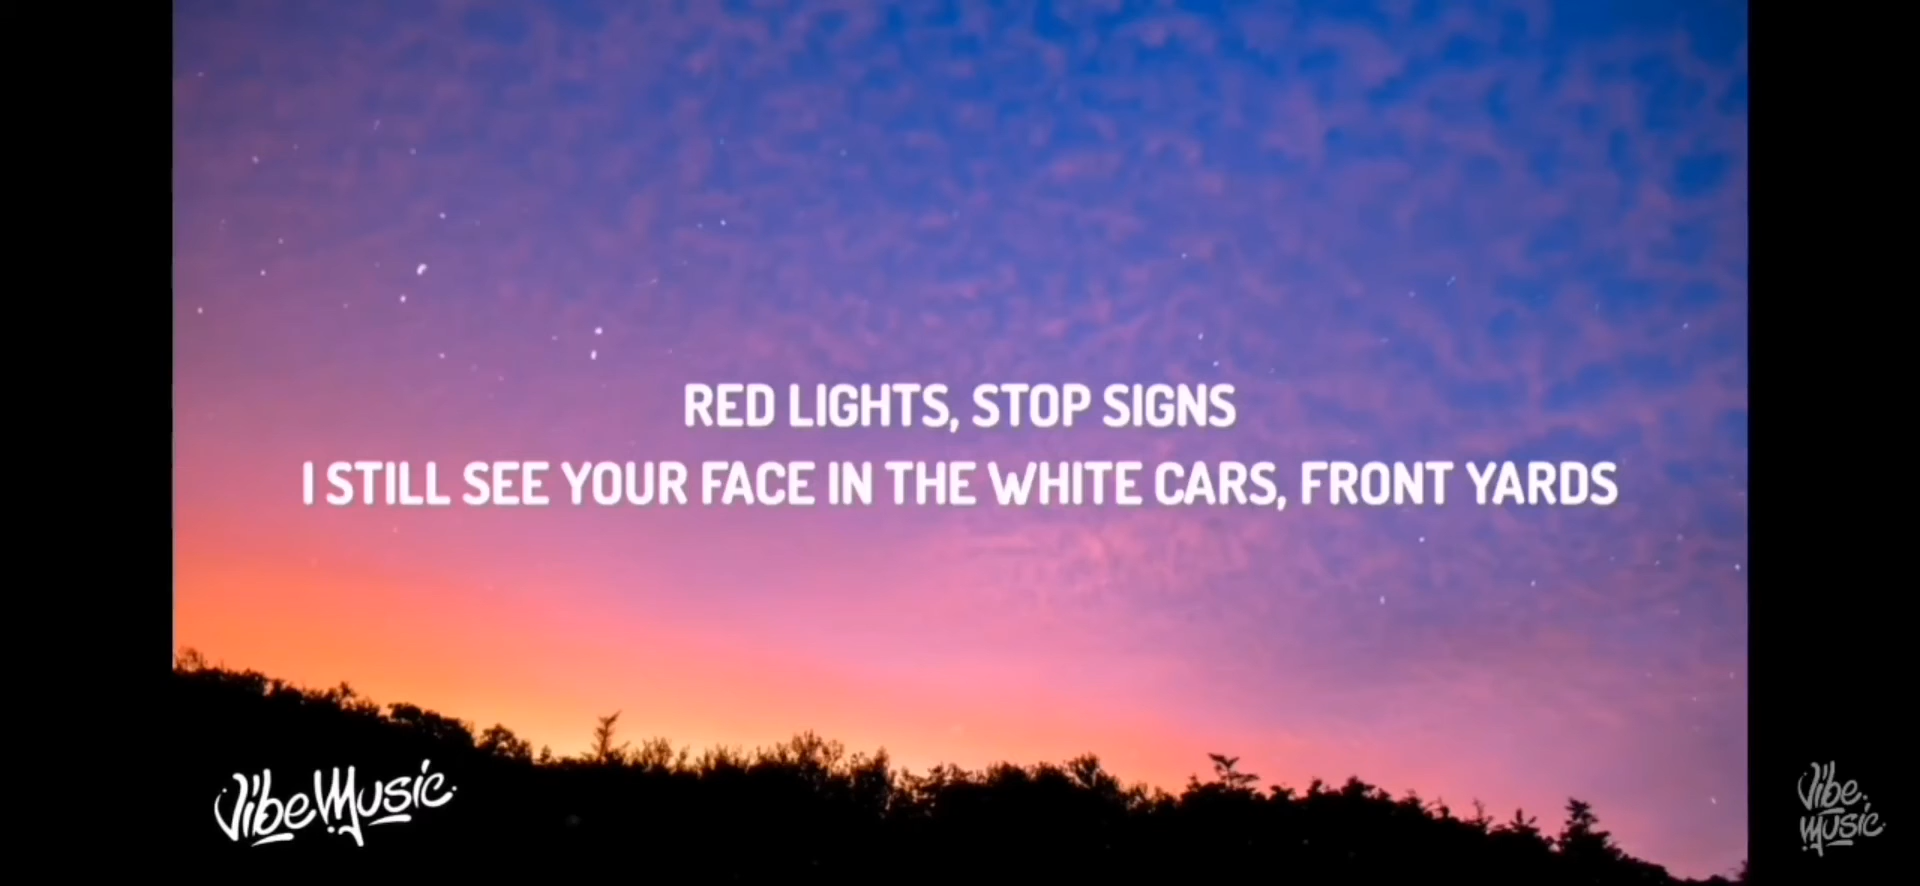 RED LIGHTS, STOP SIGNS
I STILL SEE YOUR FACE IN THE WHITE CARS, FRONT YARDS
Vibe Music
Vibe.
Music